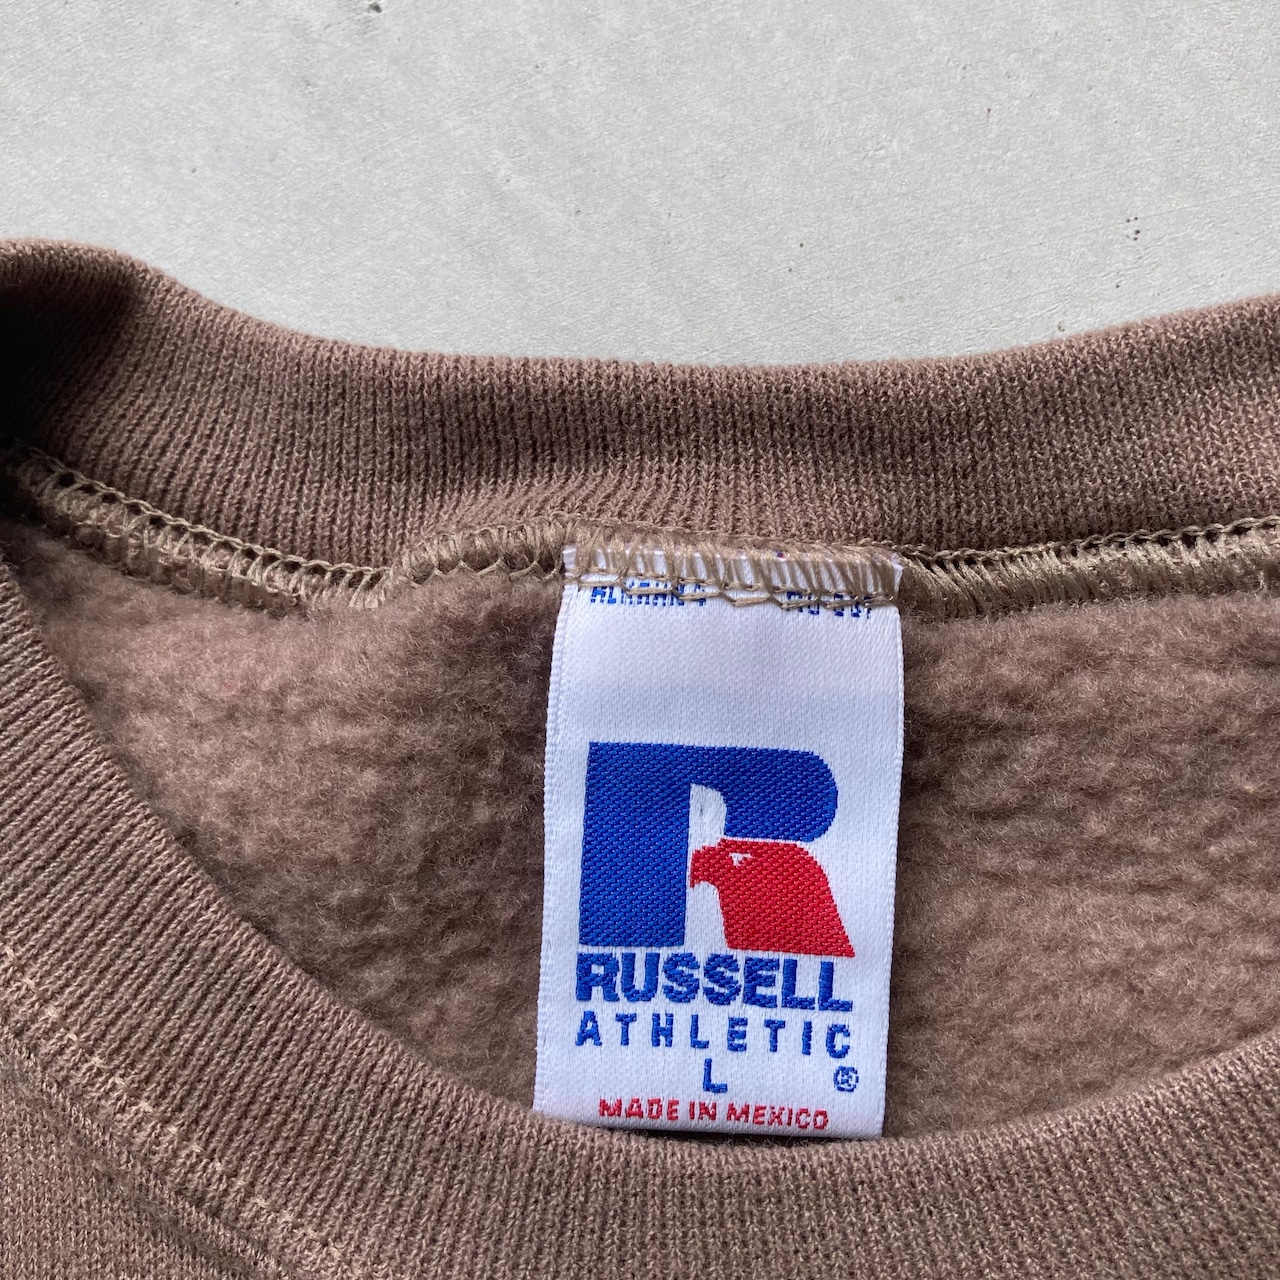 RUSSELL
ATHLETIC
L ®
MADE IN MEXICO